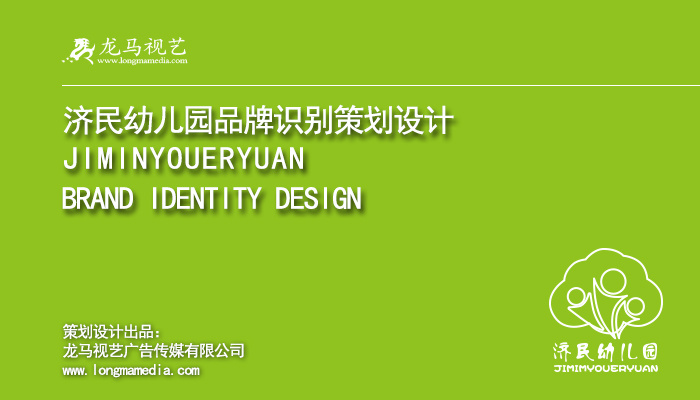 龙马视艺
www.longmamedia.com
济民幼儿园品牌识别策划设计
JIMINYOUERYUAN
BRAND IDENTITY DESIGN
策划设计出品：
龙马视艺广告传媒有限公司
www.longmamedia.com
济民幼儿园
JIMIMYOUERYUAN